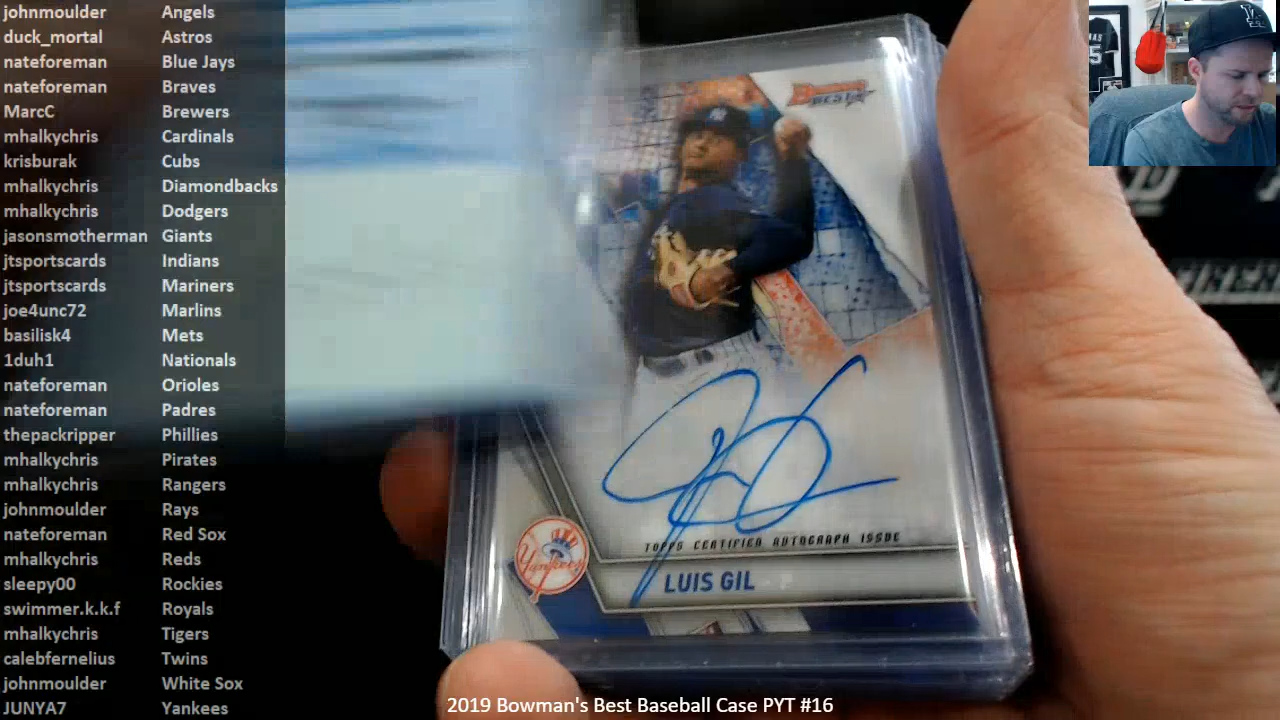 johnmoulder Angels
duck_mortal Astros
nateforeman Blue Jays
nateforeman Braves
MarcC Brewers
mhalkychris Cardinals
krisburak Cubs
mhalkychris Diamondbacks
mhalkychris Dodgers
jasonsmotherman Giants
jtsportscards Indians
jtsportscards Mariners
joe4unc72 Marlins
basilisk4 Mets
1duh1 Nationals
nateforeman Orioles
nateforeman Padres
thepackripper Phillies
mhalkychris Pirates
mhalkychris Rangers
johnmoulder Rays
nateforeman Red Sox
mhalkychris Reds
sleepy00 Rockies
swimmer.k.k.f Royals
mhalkychris Tigers
calebfernelius Twins
johnmoulder White Sox
JUNYA7 Yankees
BEST
TOPPS CERTIFIED AUTOGRAPH ISSUE
Yankees
LUIS GIL
2019 Bowman's Best Baseball Case PYT #16